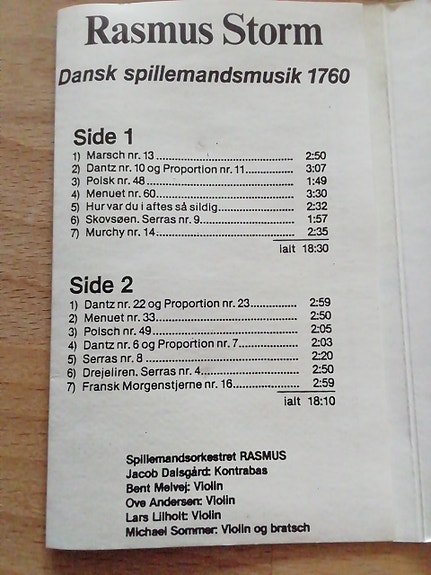 Rasmus Storm
Dansk spillemandsmusik 1760
Side 1
1) Marsch nr. 13 2:50
2) Dantz nr. 10 og Proportion nr. 11 3:07
3) Polsk nr. 48 1:49
4) Menuet nr. 60 3:30
5) Hur var du i aftes så sildig 2:32
6) Skovsøen. Serras nr. 9 1:57
7) Murchy nr. 14 2:35
ialt 18:30
Side 2
1) Dantz nr. 22 og Proportion nr. 23 2:59
2) Menuet nr. 33 2:50
3) Polsch nr. 49 2:05
4) Dantz nr. 6 og Proportion nr. 7 2:03
5) Serras nr. 8 2:20
6) Drejeliren. Serras nr. 4 2:50
7) Fransk Morgenstjerne nr. 16 2:59
ialt 18:10
Spillemandsorkestret RASMUS
Jacob Dalsgård: Kontrabas
Bent Melvej: Violin
Ove Andersen: Violin
Lars Lilholt: Violin
Michael Sommer: Violin og bratsch